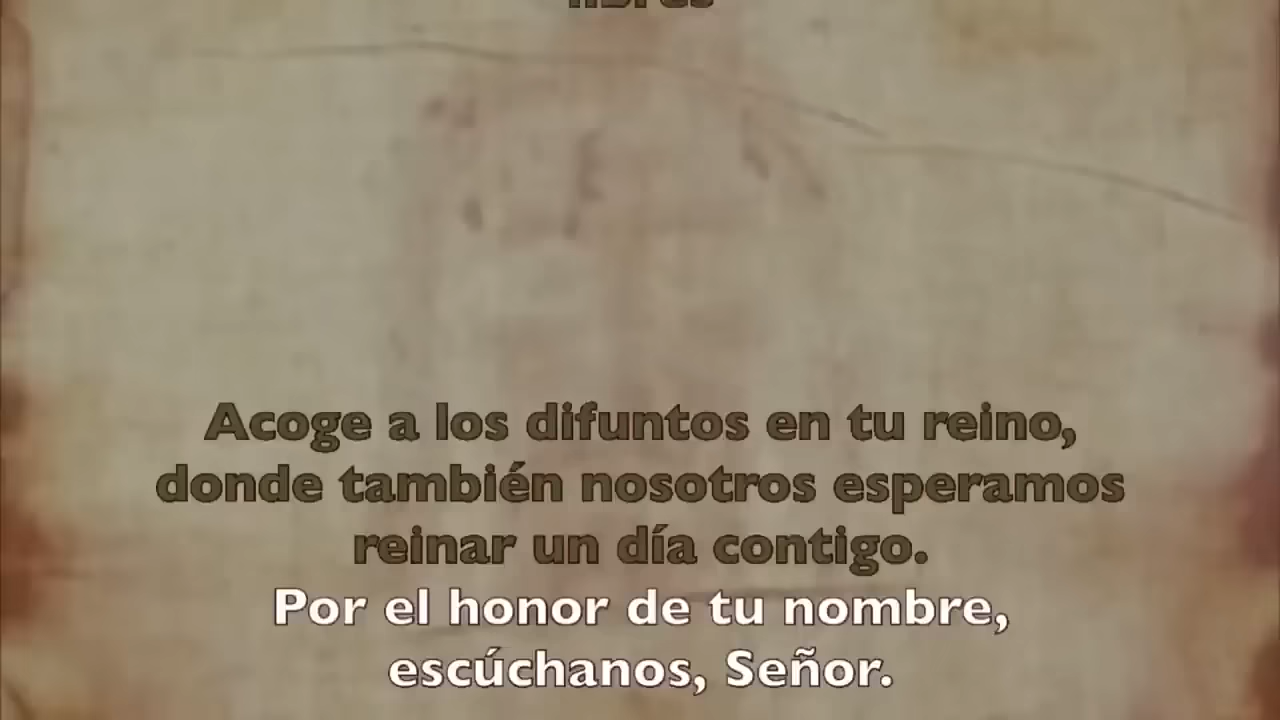 Acoge a los difuntos en tu reino,
donde también nosotros esperamos
reinar un día contigo.
Por el honor de tu nombre,
escúchanos, Señor.